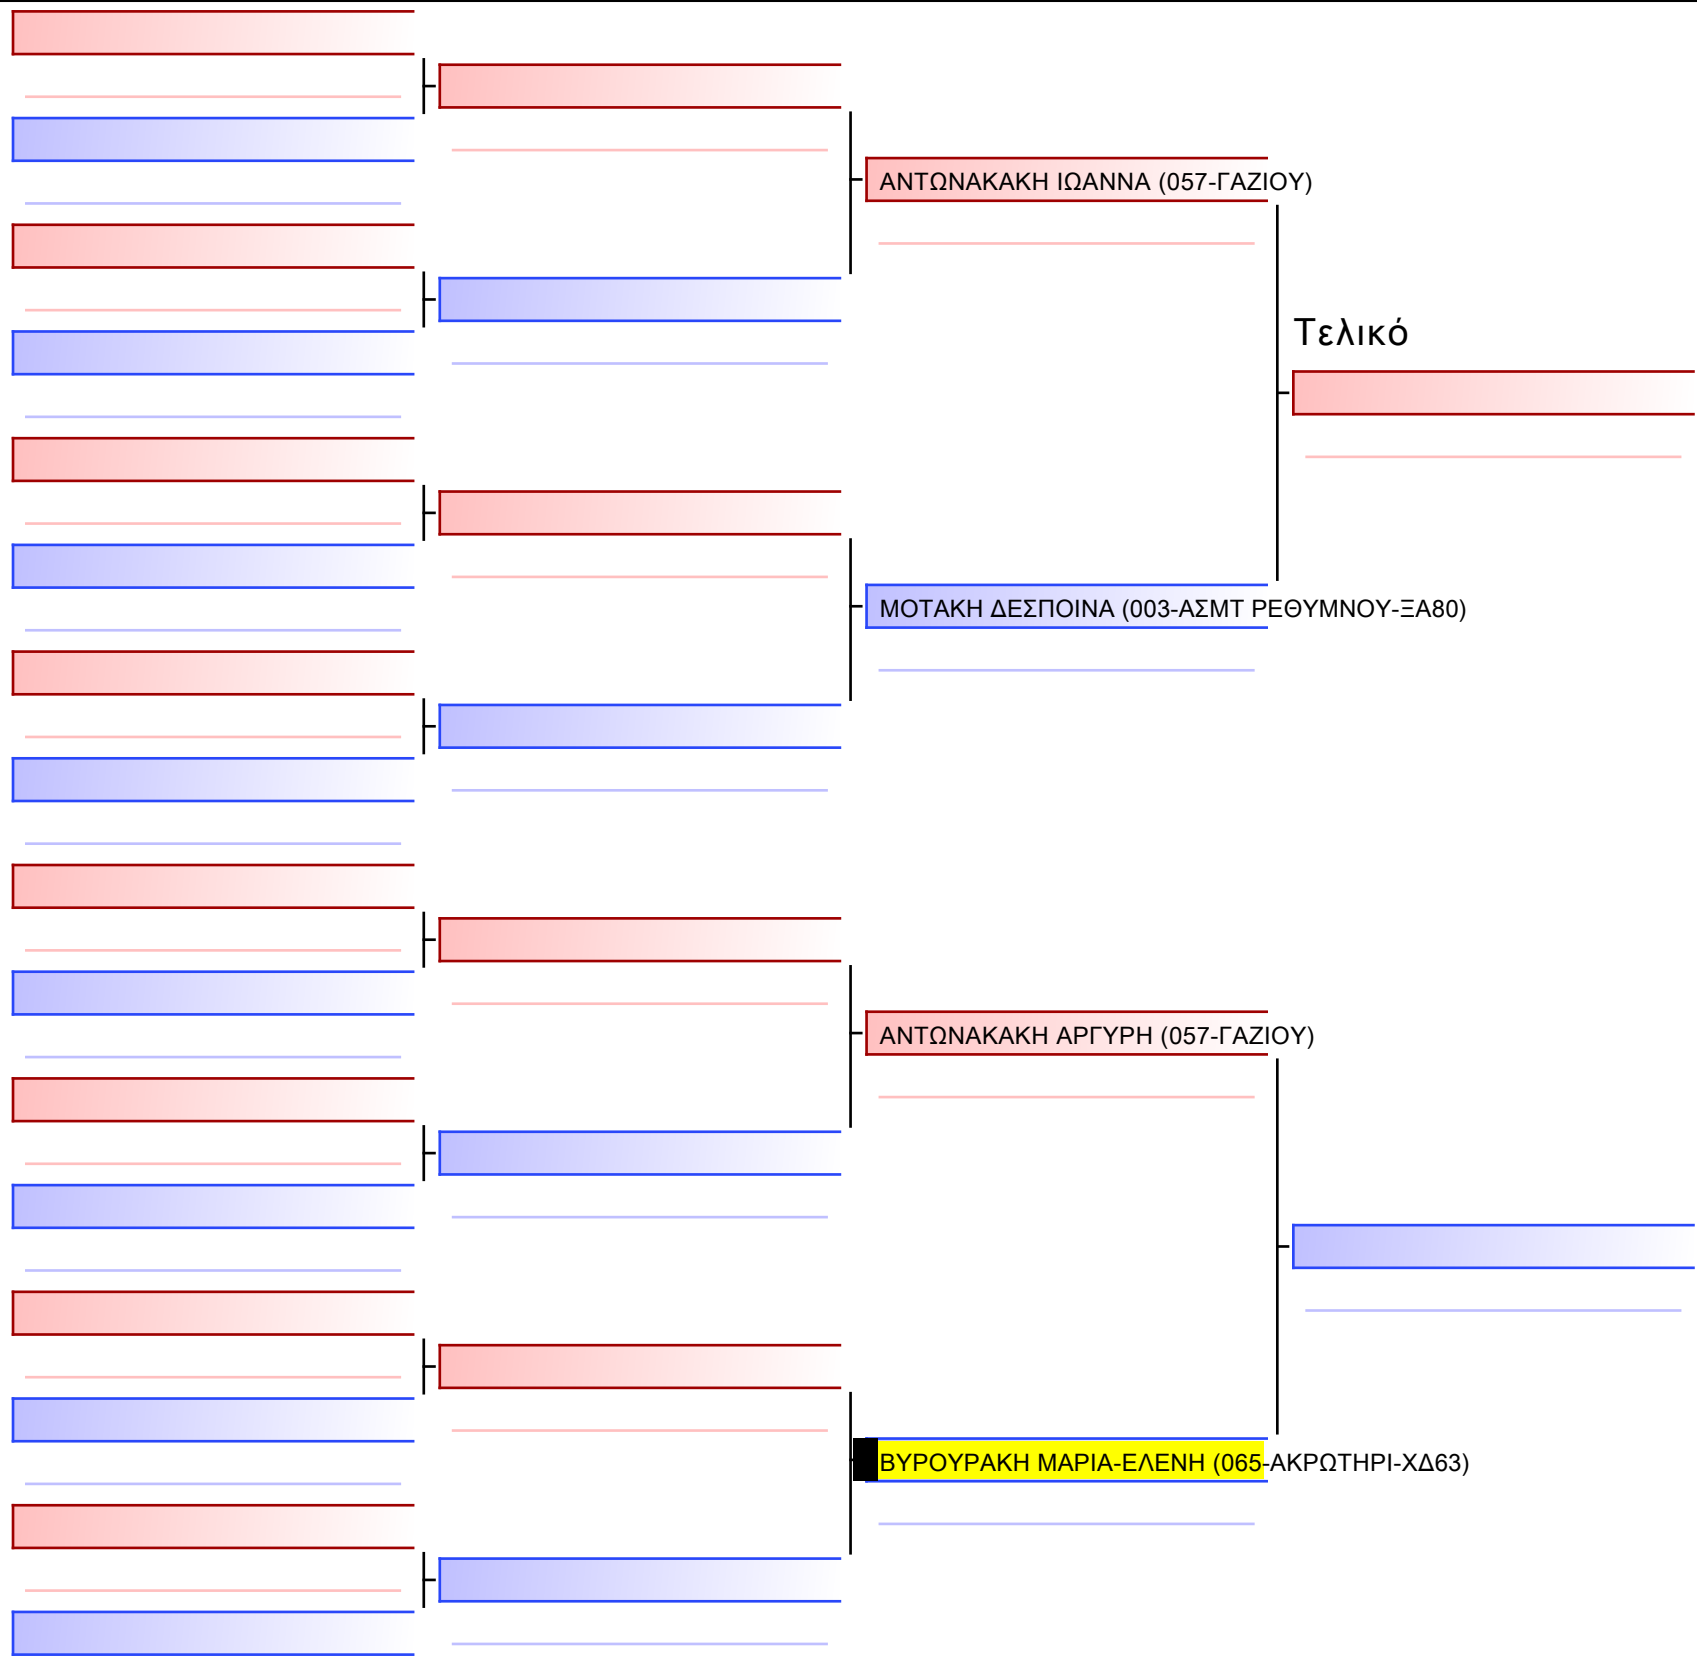 ΑΝΤΩΝΑΚΑΚΗ ΙΩΑΝΝΑ (057-ΓΑΖΙΟΥ)
Τελικό
ΜΟΤΑΚΗ ΔΕΣΠΟΙΝΑ (003-ΑΣΜΤ ΡΕΘΥΜΝΟΥ-ΞΑ80)
ΑΝΤΩΝΑΚΑΚΗ ΑΡΓΥΡΗ (057-ΓΑΖΙΟΥ)
ΒΥΡΟΥΡΑΚΗ ΜΑΡΙΑ-ΕΛΕΝΗ (065-ΑΚΡΩΤΗΡΙ-ΧΔ63)